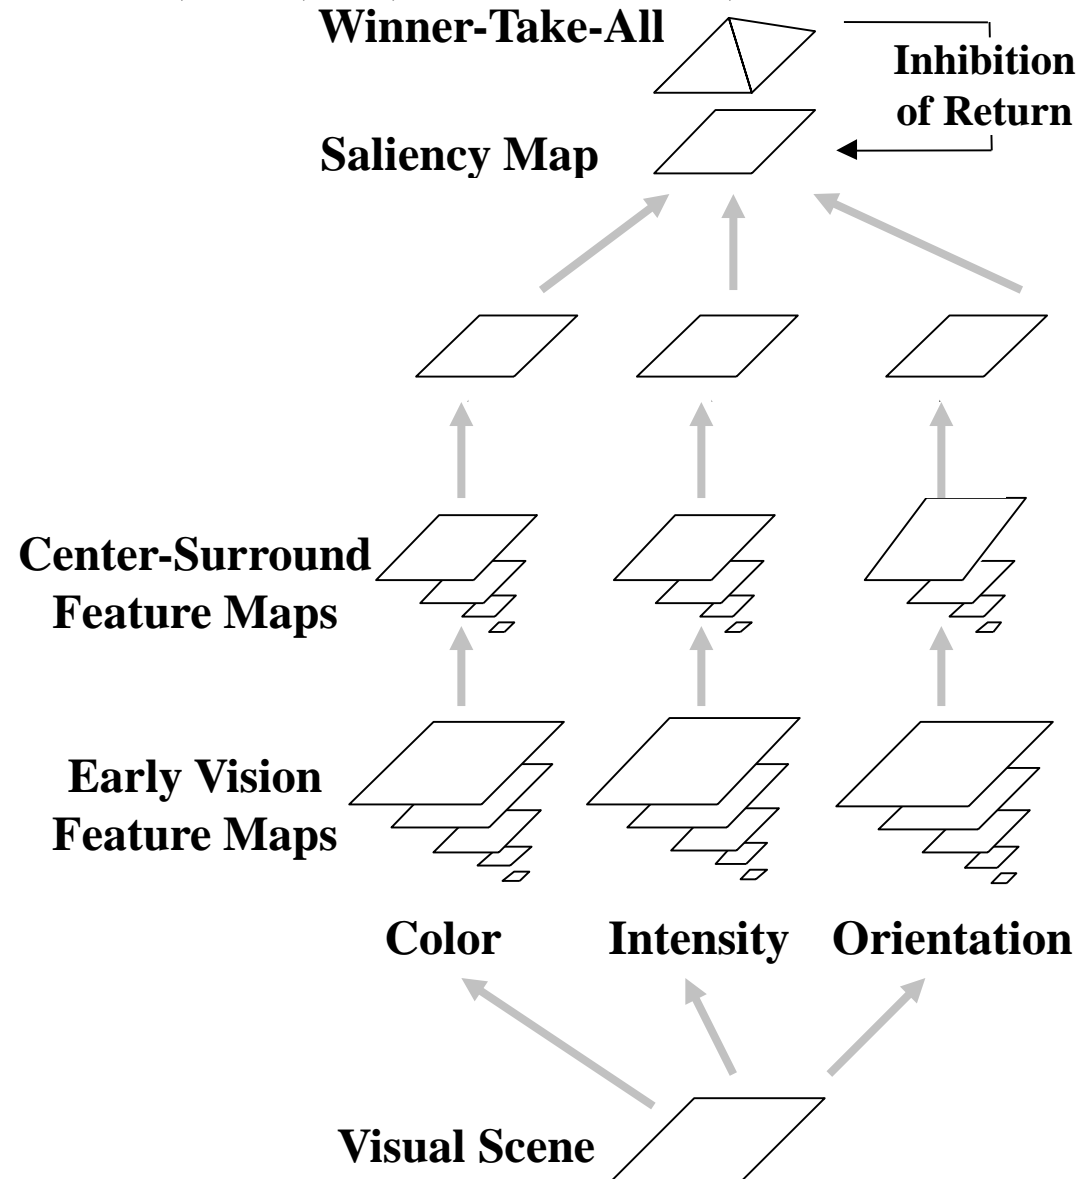 Winner-Take-All
Inhibition
of Return
Saliency Map
Center-Surround
Feature Maps
Early Vision
Feature Maps
Color Intensity Orientation
Visual Scene